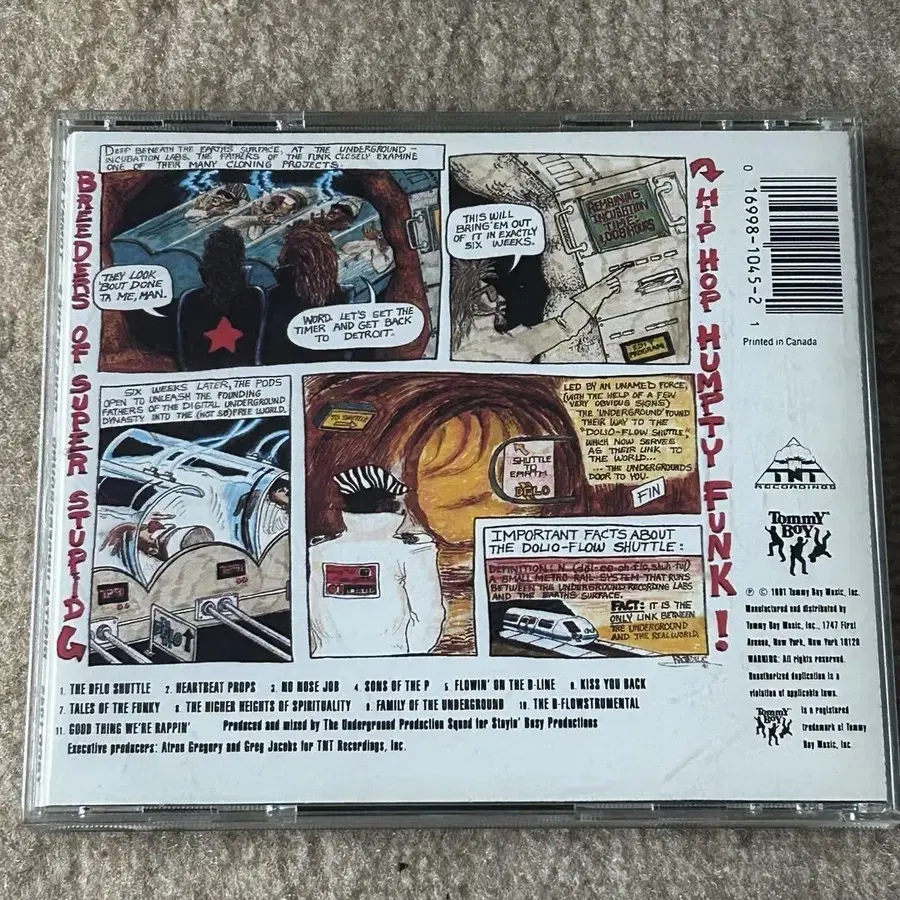 DEEP BENEATH THE EARTH'S SURFACE, AT THE UNDERGROUND-
INCUBATION LABS, THE FATHERS OF THE FUNK CLOSELY EXAMINE
ONE OF THEIR MANY CLONING PROJECTS.
BREEDERS OF SUPER STUPID
THEY LOOK
'BOUT DONE
TA ME, MAN.
WORD. LET'S GET THE
TIMER AND GET BACK
TO DETROIT.
THIS WILL
BRING 'EM OUT
OF IT IN EXACTLY
SIX WEEKS.
REMAINING
INCUBATION
TIME:
1,008 HOURS
EDIT
PROGRAM
HIP HOP HUMPTY FUNK!
SIX WEEKS LATER, THE PODS
OPEN TO UNLEASH THE FOUNDING
FATHERS OF THE DIGITAL UNDERGROUND
DYNASTY INTO THE (NOT SO) FREE WORLD.
TO SHUTTLE
LED BY AN UNAMED FORCE,
(WITH THE HELP OF A FEW
VERY OBVIOUS SIGNS)
THE 'UNDERGROUND' FOUND
THEIR WAY TO THE
"DOLIO-FLOW SHUTTLE",
WHICH NOW SERVES
AS THEIR LINK TO
THE WORLD...
...THE UNDERGROUNDS
DOOR TO YOU.
FIN
SHUTTLE
TO
EARTH
DFLO
IMPORTANT FACTS ABOUT
THE DOLIO-FLOW SHUTTLE:
A SMALL METRO RAIL SYSTEM THAT RUNS
BETWEEN THE UNDERGROUND RECORDING LABS
AND THE EARTHS SURFACE.
FACT: IT IS THE
ONLY LINK BETWEEN
THE UNDERGROUND
AND THE REAL WORLD.
1. THE DFLO SHUTTLE 2. HEARTBEAT PROPS 3. NO NOSE JOB 4. SONS OF THE P 5. FLOWIN' ON THE D-LINE 6. KISS YOU BACK
7. TALES OF THE FUNKY 8. THE HIGHER HEIGHTS OF SPIRITUALITY 9. FAMILY OF THE UNDERGROUND 10. THE D-FLOWSTRUMENTAL
11. GOOD THING WE'RE RAPPIN' Produced and mixed by The Underground Production Squad for Stayin' Busy Productions
Executive producers: Atron Gregory and Greg Jacobs for TNT Recordings, Inc.
0 16998-1045-2 1
Printed in Canada
TNT
RECORDINGS
Tommy
Boy
℗ © 1991 Tommy Boy Music, Inc.
Manufactured and distributed by
Tommy Boy Music, Inc., 1747 First
Avenue, New York, New York 10128
WARNING: All rights reserved.
Unauthorized duplication is a
violation of applicable laws.
Tommy
Boy
is a registered
trademark of Tommy
Boy Music, Inc.